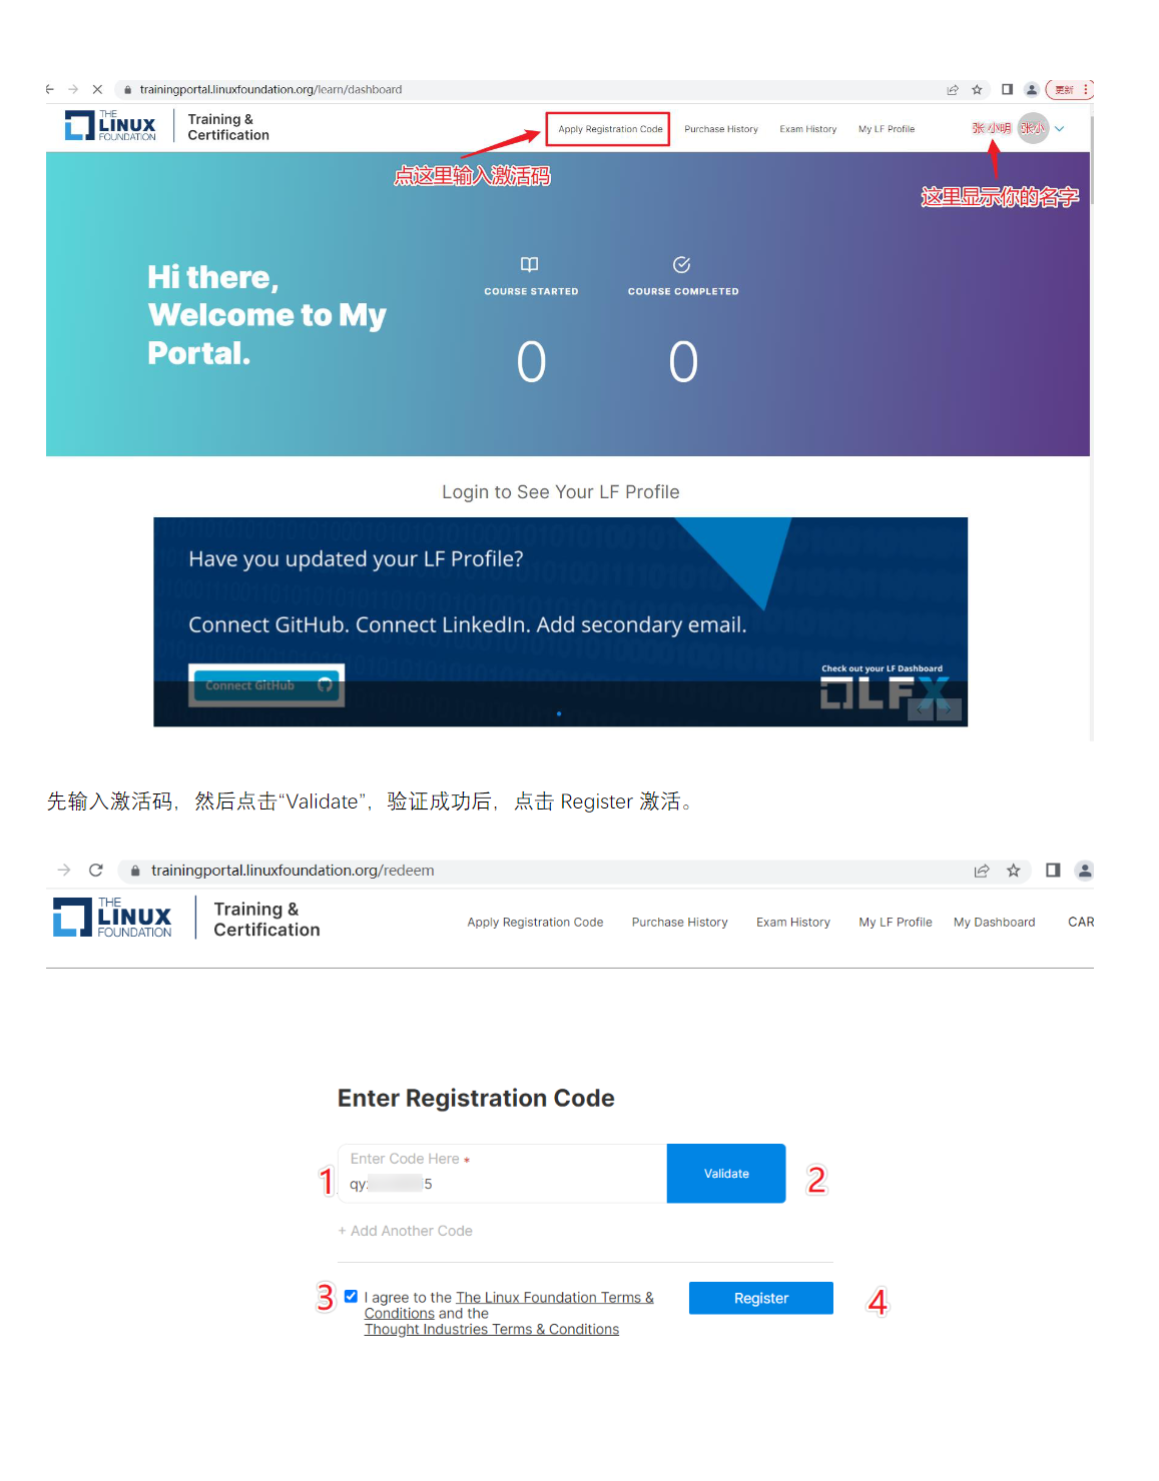 trainingportal.linuxfoundation.org/learn/dashboard
更新
THE
LINUX
FOUNDATION
Training &
Certification
Apply Registration Code
Purchase History
Exam History
My LF Profile
张 小明
张小
点这里输入激活码
这里显示你的名字
Hi there,
Welcome to My
Portal.
COURSE STARTED
COURSE COMPLETED
0
0
Login to See Your LF Profile
Have you updated your LF Profile?
Connect GitHub. Connect LinkedIn. Add secondary email.
Connect GitHub
Check out your LF Dashboard
LFX
先输入激活码，然后点击“Validate”，验证成功后，点击 Register 激活。
trainingportal.linuxfoundation.org/redeem
THE
LINUX
FOUNDATION
Training &
Certification
Apply Registration Code
Purchase History
Exam History
My LF Profile
My Dashboard
CAR
Enter Registration Code
Enter Code Here *
1
qy
5
Validate
2
+ Add Another Code
3
I agree to the The Linux Foundation Terms &
Conditions and the
Thought Industries Terms & Conditions
Register
4